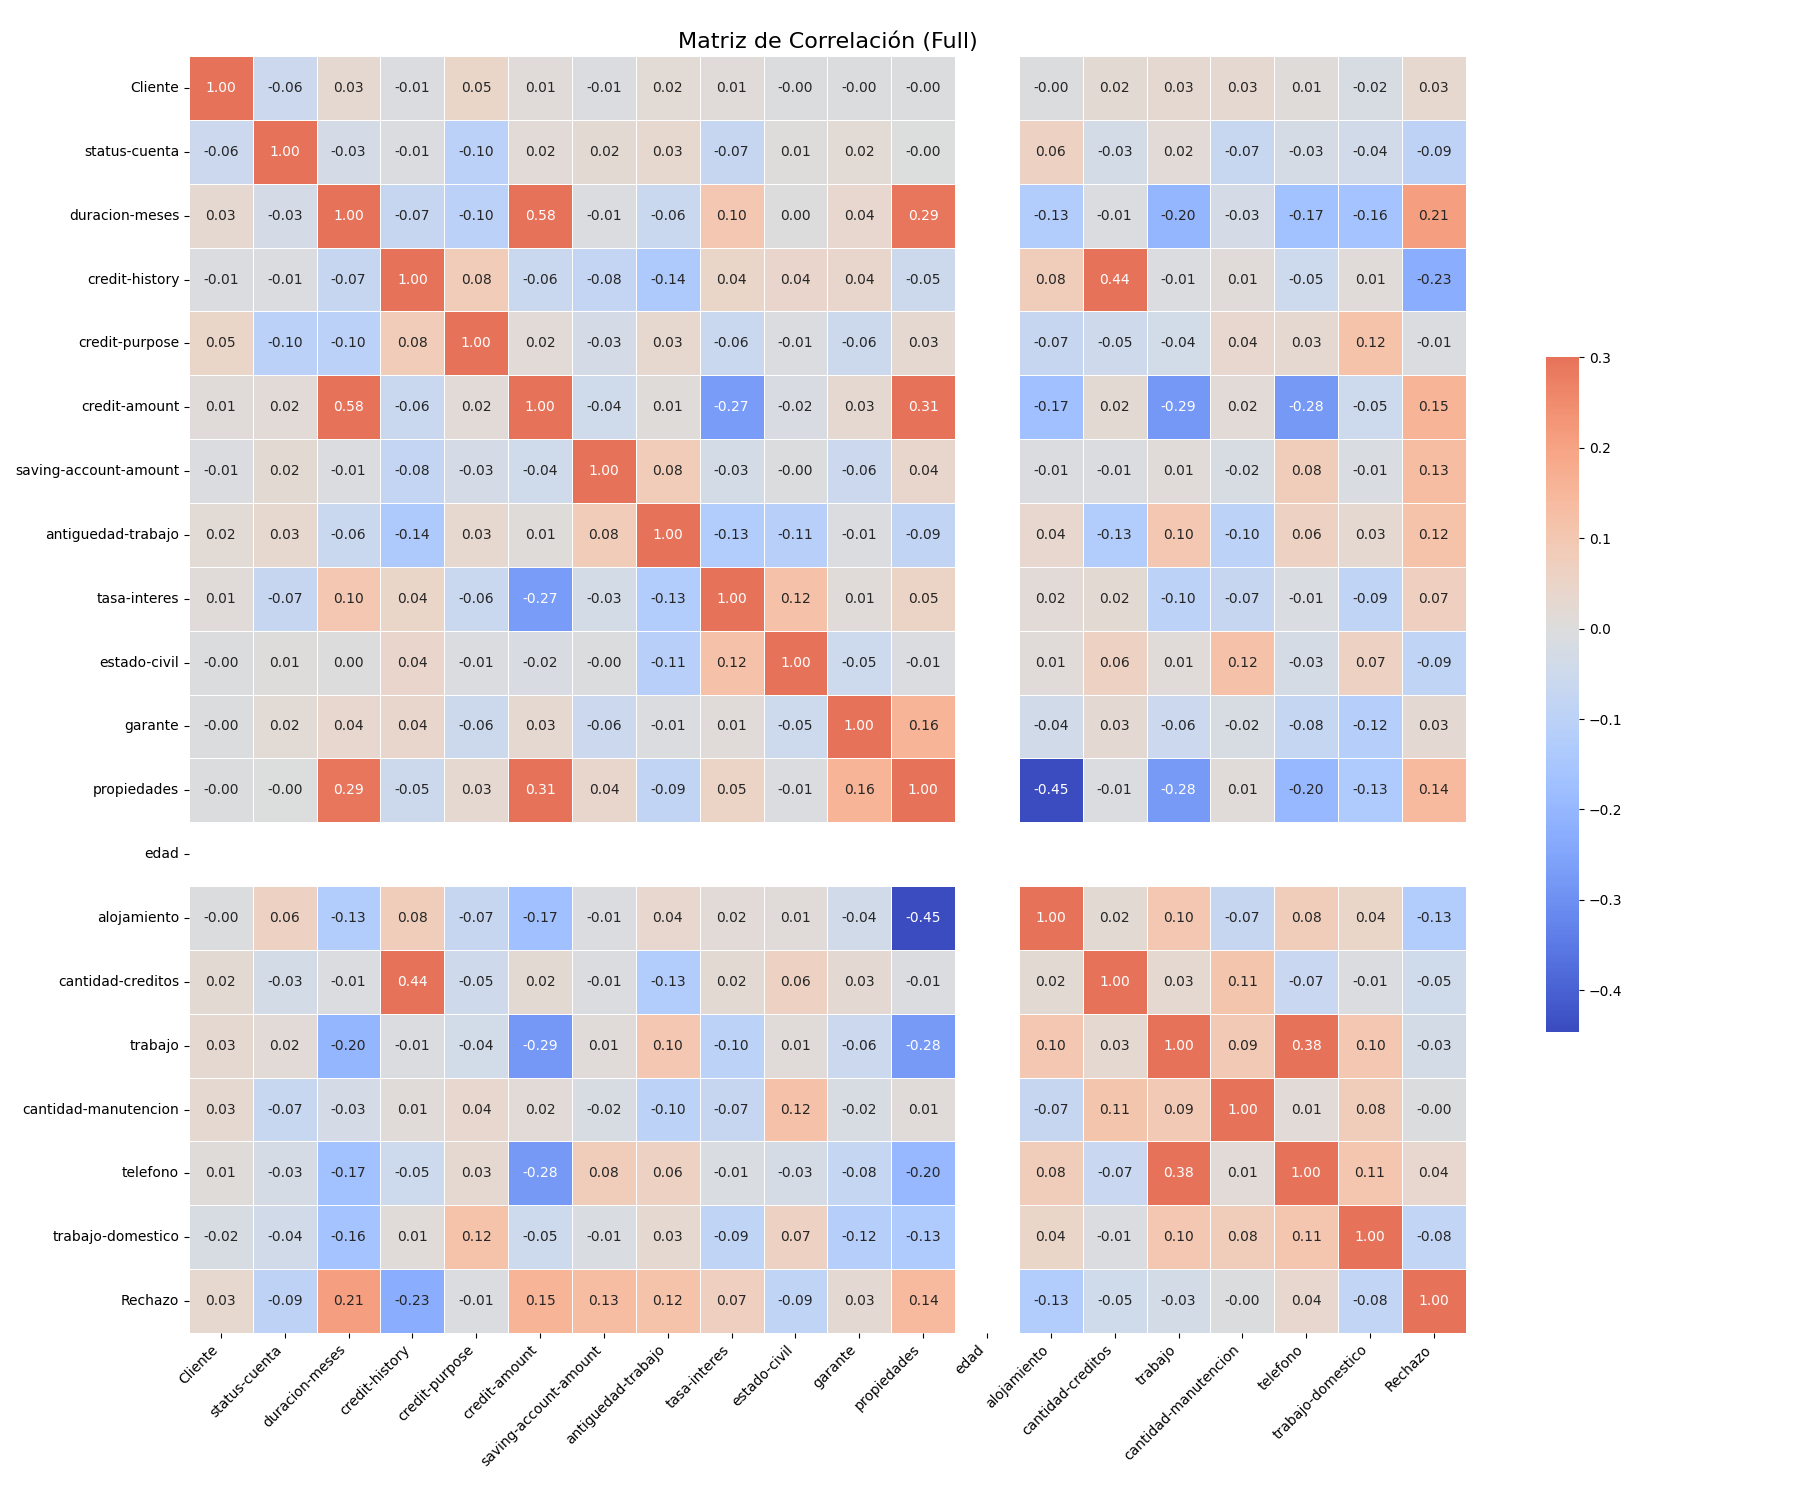 Matriz de Correlación (Full)
Cliente 1.00 -0.06 0.03 -0.01 0.05 0.01 -0.01 0.02 0.01 -0.00 -0.00 -0.00 -0.00 0.02 0.03 0.03 0.01 -0.02 0.03
status-cuenta -0.06 1.00 -0.03 -0.01 -0.10 0.02 0.02 0.03 -0.07 0.01 0.02 -0.00 0.06 -0.03 0.02 -0.07 -0.03 -0.04 -0.09
duracion-meses 0.03 -0.03 1.00 -0.07 -0.10 0.58 -0.01 -0.06 0.10 0.00 0.04 0.29 -0.13 -0.01 -0.20 -0.03 -0.17 -0.16 0.21
credit-history -0.01 -0.01 -0.07 1.00 0.08 -0.06 -0.08 -0.14 0.04 0.04 0.04 -0.05 0.08 0.44 -0.01 0.01 -0.05 0.01 -0.23
credit-purpose 0.05 -0.10 -0.10 0.08 1.00 0.02 -0.03 0.03 -0.06 -0.01 -0.06 0.03 -0.07 -0.05 -0.04 0.04 0.03 0.12 -0.01
credit-amount 0.01 0.02 0.58 -0.06 0.02 1.00 -0.04 0.01 -0.27 -0.02 0.03 0.31 -0.17 0.02 -0.29 0.02 -0.28 -0.05 0.15
saving-account-amount -0.01 0.02 -0.01 -0.08 -0.03 -0.04 1.00 0.08 -0.03 -0.00 -0.06 0.04 -0.01 -0.01 0.01 -0.02 0.08 -0.01 0.13
antiguedad-trabajo 0.02 0.03 -0.06 -0.14 0.03 0.01 0.08 1.00 -0.13 -0.11 -0.01 -0.09 0.04 -0.13 0.10 -0.10 0.06 0.03 0.12
tasa-interes 0.01 -0.07 0.10 0.04 -0.06 -0.27 -0.03 -0.13 1.00 0.12 0.01 0.05 0.02 0.02 -0.10 -0.07 -0.01 -0.09 0.07
estado-civil -0.00 0.01 0.00 0.04 -0.01 -0.02 -0.00 -0.11 0.12 1.00 -0.05 -0.01 0.01 0.06 0.01 0.12 -0.03 0.07 -0.09
garante -0.00 0.02 0.04 0.04 -0.06 0.03 -0.06 -0.01 0.01 -0.05 1.00 0.16 -0.04 0.03 -0.06 -0.02 -0.08 -0.12 0.03
propiedades -0.00 -0.00 0.29 -0.05 0.03 0.31 0.04 -0.09 0.05 -0.01 0.16 1.00 -0.45 -0.01 -0.28 0.01 -0.20 -0.13 0.14
edad
alojamiento -0.00 0.06 -0.13 0.08 -0.07 -0.17 -0.01 0.04 0.02 0.01 -0.04 -0.45 1.00 0.02 0.10 -0.07 0.08 0.04 -0.13
cantidad-creditos 0.02 -0.03 -0.01 0.44 -0.05 0.02 -0.01 -0.13 0.02 0.06 0.03 -0.01 0.02 1.00 0.03 0.11 -0.07 -0.01 -0.05
trabajo 0.03 0.02 -0.20 -0.01 -0.04 -0.29 0.01 0.10 -0.10 0.01 -0.06 -0.28 0.10 0.03 1.00 0.09 0.38 0.10 -0.03
cantidad-manutencion 0.03 -0.07 -0.03 0.01 0.04 0.02 -0.02 -0.10 -0.07 0.12 -0.02 0.01 -0.07 0.11 0.09 1.00 0.01 0.08 -0.00
telefono 0.01 -0.03 -0.17 -0.05 0.03 -0.28 0.08 0.06 -0.01 -0.03 -0.08 -0.20 0.08 -0.07 0.38 0.01 1.00 0.11 0.04
trabajo-domestico -0.02 -0.04 -0.16 0.01 0.12 -0.05 -0.01 0.03 -0.09 0.07 -0.12 -0.13 0.04 -0.01 0.10 0.08 0.11 1.00 -0.08
Rechazo 0.03 -0.09 0.21 -0.23 -0.01 0.15 0.13 0.12 0.07 -0.09 0.03 0.14 -0.13 -0.05 -0.03 -0.00 0.04 -0.08 1.00
Cliente
status-cuenta
duracion-meses
credit-history
credit-purpose
credit-amount
saving-account-amount
antiguedad-trabajo
tasa-interes
estado-civil
garante
propiedades
edad
alojamiento
cantidad-creditos
trabajo
cantidad-manutencion
telefono
trabajo-domestico
Rechazo
0.3
0.2
0.1
0.0
−0.1
−0.2
−0.3
−0.4